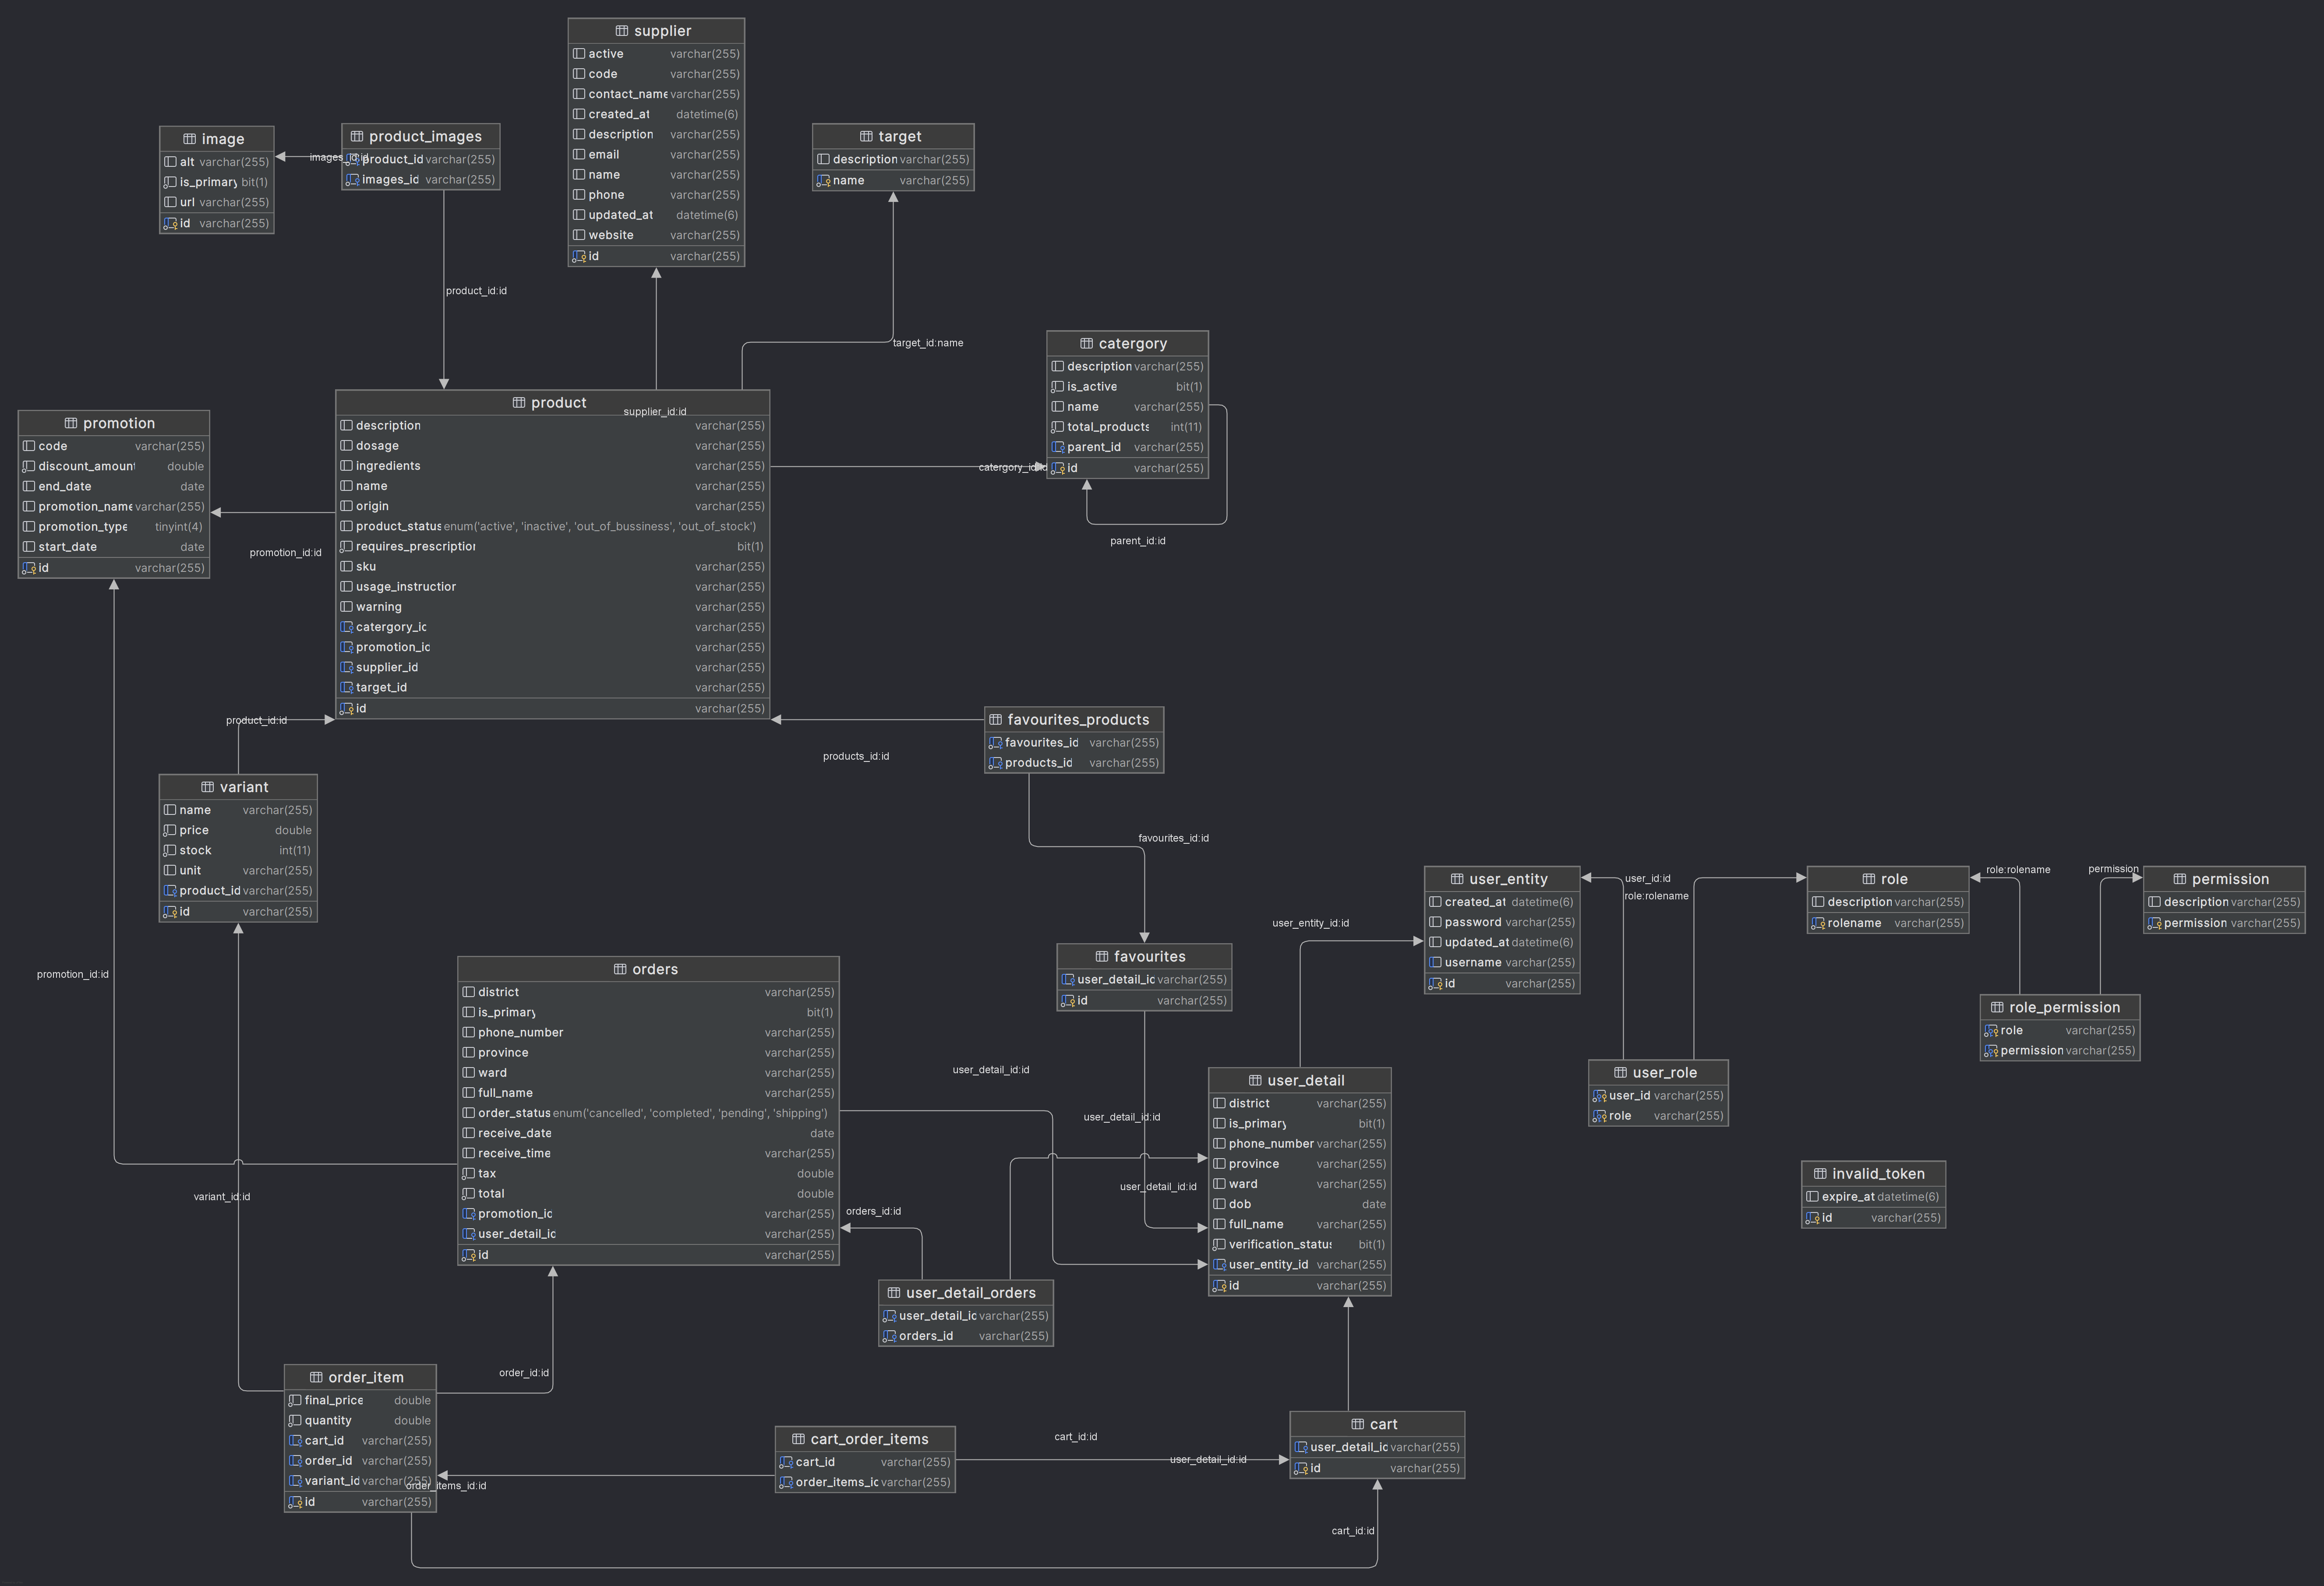 supplier
active varchar(255)
code varchar(255)
contact_name varchar(255)
created_at datetime(6)
description varchar(255)
email varchar(255)
name varchar(255)
phone varchar(255)
updated_at datetime(6)
website varchar(255)
id varchar(255)
image
alt varchar(255)
is_primary bit(1)
url varchar(255)
id varchar(255)
images_id:id
product_images
product_id varchar(255)
images_id varchar(255)
target
description varchar(255)
name varchar(255)
product_id:id
target_id:name
catergory
description varchar(255)
is_active bit(1)
name varchar(255)
total_products int(11)
parent_id varchar(255)
id varchar(255)
catergory_id:id
parent_id:id
promotion
code varchar(255)
discount_amount double
end_date date
promotion_name varchar(255)
promotion_type tinyint(4)
start_date date
id varchar(255)
promotion_id:id
product
supplier_id:id
description varchar(255)
dosage varchar(255)
ingredients varchar(255)
name varchar(255)
origin varchar(255)
product_status enum('active', 'inactive', 'out_of_bussiness', 'out_of_stock')
requires_prescription bit(1)
sku varchar(255)
usage_instruction varchar(255)
warning varchar(255)
catergory_id varchar(255)
promotion_id varchar(255)
supplier_id varchar(255)
target_id varchar(255)
id varchar(255)
product_id:id
products_id:id
favourites_products
favourites_id varchar(255)
products_id varchar(255)
favourites_id:id
variant
name varchar(255)
price double
stock int(11)
unit varchar(255)
product_id varchar(255)
id varchar(255)
promotion_id:id
variant_id:id
orders
district varchar(255)
is_primary bit(1)
phone_number varchar(255)
province varchar(255)
ward varchar(255)
full_name varchar(255)
order_status enum('cancelled', 'completed', 'pending', 'shipping')
receive_date date
receive_time varchar(255)
tax double
total double
promotion_id varchar(255)
user_detail_id varchar(255)
id varchar(255)
favourites
user_detail_id varchar(255)
id varchar(255)
user_detail_id:id
user_detail_id:id
user_detail_id:id
orders_id:id
user_entity_id:id
user_entity
created_at datetime(6)
password varchar(255)
updated_at datetime(6)
username varchar(255)
id varchar(255)
user_id:id
role:rolename
role
description varchar(255)
rolename varchar(255)
role:rolename
permission
permission
description varchar(255)
permission varchar(255)
role_permission
role varchar(255)
permission varchar(255)
user_role
user_id varchar(255)
role varchar(255)
invalid_token
expire_at datetime(6)
id varchar(255)
user_detail
district varchar(255)
is_primary bit(1)
phone_number varchar(255)
province varchar(255)
ward varchar(255)
dob date
full_name varchar(255)
verification_status bit(1)
user_entity_id varchar(255)
id varchar(255)
user_detail_orders
user_detail_id varchar(255)
orders_id varchar(255)
order_item
final_price double
quantity double
cart_id varchar(255)
order_id varchar(255)
variant_id varchar(255)
id varchar(255)
order_id:id
order_items_id:id
cart_order_items
cart_id varchar(255)
order_items_id varchar(255)
cart_id:id
user_detail_id:id
cart
user_detail_id varchar(255)
id varchar(255)
cart_id:id